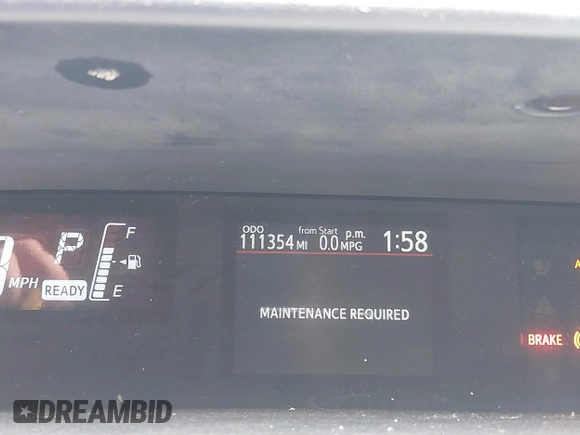 ODO from Start p.m.
111354 MI 0.0 MPG 1:58
P F
MPH READY E
MAINTENANCE REQUIRED
BRAKE
DREAMBID